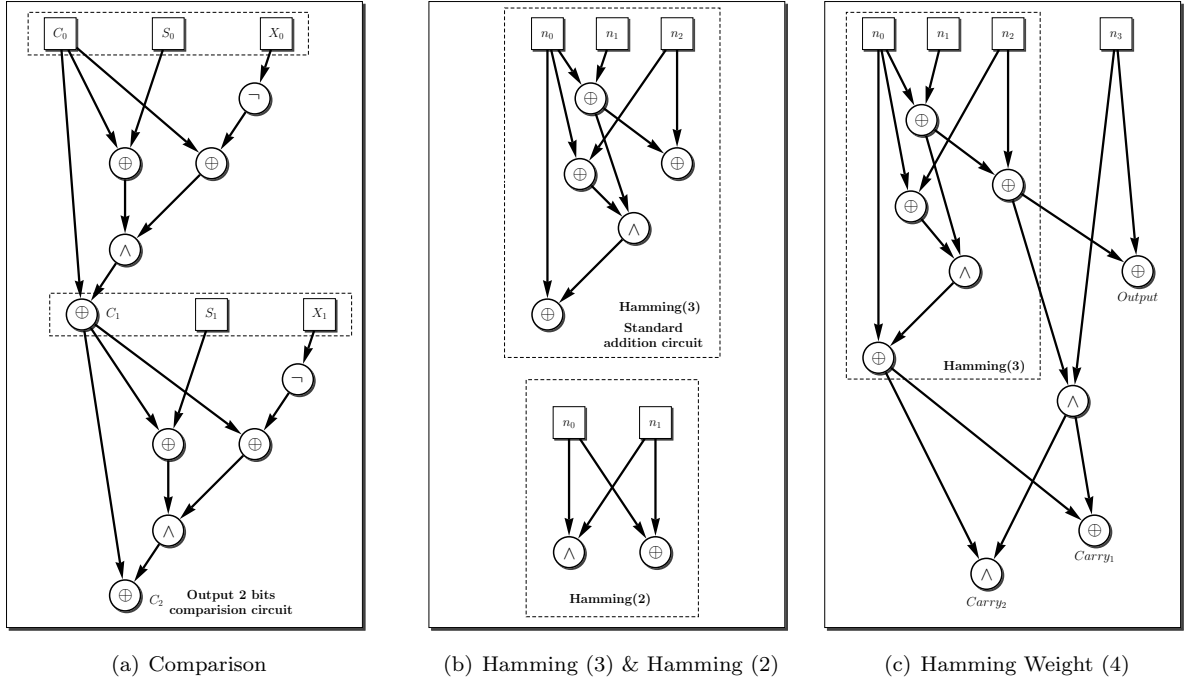 C₀ S₀ X₀
¬
⊕ ⊕
∧
⊕ C₁ S₁ X₁
¬
⊕ ⊕
∧
⊕ C₂
Output 2 bits
comparision circuit
(a) Comparison
n₀ n₁ n₂
⊕
⊕
⊕
∧
⊕
Hamming(3)
Standard
addition circuit
n₀ n₁
∧ ⊕
Hamming(2)
(b) Hamming (3) & Hamming (2)
n₀ n₁ n₂ n₃
⊕
⊕
⊕
∧
⊕
Output
⊕
Hamming(3)
∧
⊕
Carry₁
∧
Carry₂
(c) Hamming Weight (4)